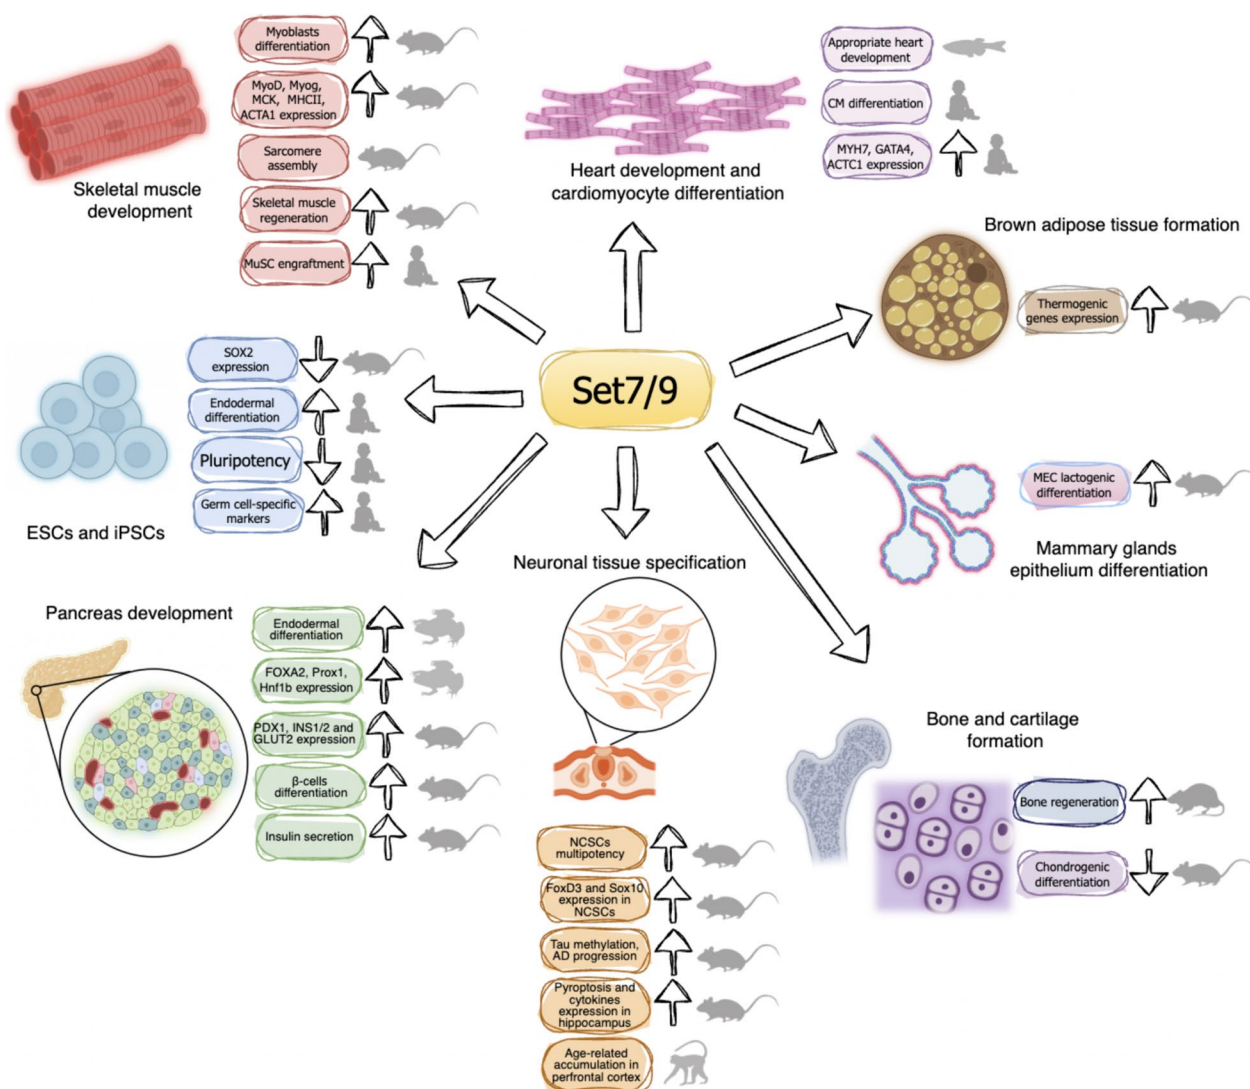 Myoblasts
differentiation
MyoD, Myog,
MCK, MHCII,
ACTA1 expression
Sarcomere
assembly
Skeletal muscle
regeneration
MuSC engraftment
Skeletal muscle
development
Appropriate heart
development
CM differentiation
MYH7, GATA4,
ACTC1 expression
Heart development and
cardiomyocyte differentiation
Brown adipose tissue formation
Thermogenic
genes expression
Set7/9
SOX2
expression
Endodermal
differentiation
Pluripotency
Germ cell-specific
markers
ESCs and iPSCs
MEC lactogenic
differentiation
Mammary glands
epithelium differentiation
Pancreas development
Endodermal
differentiation
FOXA2, Prox1,
Hnf1b expression
PDX1, INS1/2 and
GLUT2 expression
β-cells
differentiation
Insulin secretion
Neuronal tissue specification
NCSCs
multipotency
FoxD3 and Sox10
expression in
NCSCs
Tau methylation,
AD progression
Pyroptosis and
cytokines
expression in
hippocampus
Age-related
accumulation in
perfrontal cortex
Bone and cartilage
formation
Bone regeneration
Chondrogenic
differentiation